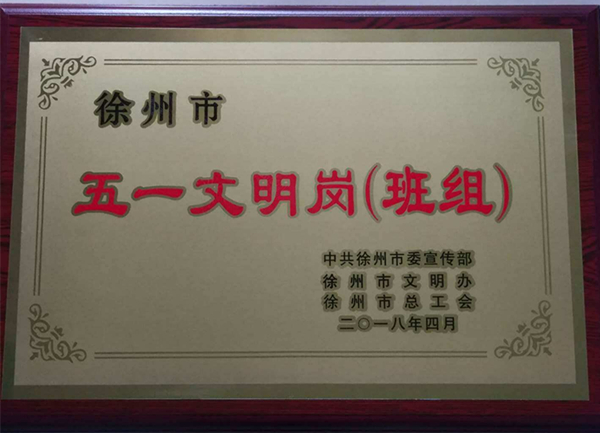 徐州市
五一文明岗(班组)
中共徐州市委宣传部
徐州市文明办
徐州市总工会
二〇一八年四月